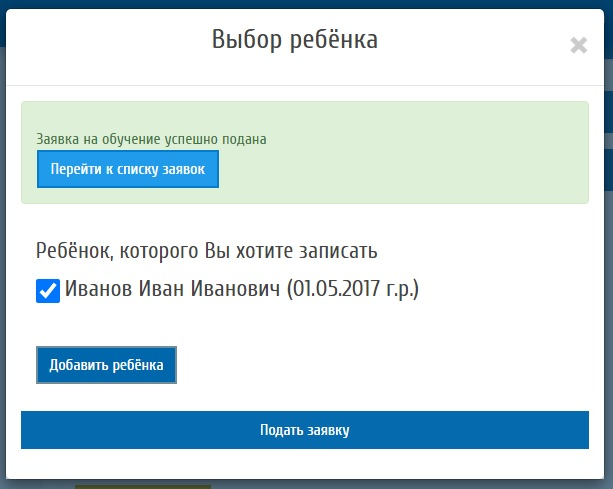 Выбор ребёнка
Заявка на обучение успешно подана
Перейти к списку заявок
Ребёнок, которого Вы хотите записать
Иванов Иван Иванович (01.05.2017 г.р.)
Добавить ребёнка
Подать заявку